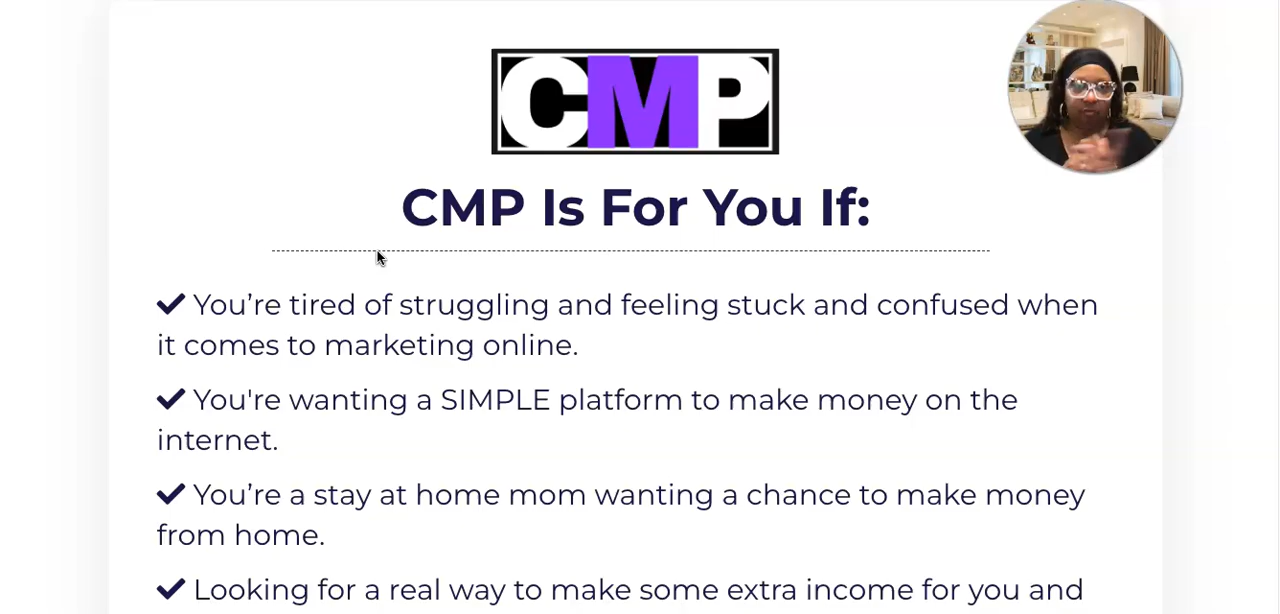 CMP
CMP Is For You If:
You’re tired of struggling and feeling stuck and confused when
it comes to marketing online.
You're wanting a SIMPLE platform to make money on the
internet.
You’re a stay at home mom wanting a chance to make money
from home.
Looking for a real way to make some extra income for you and